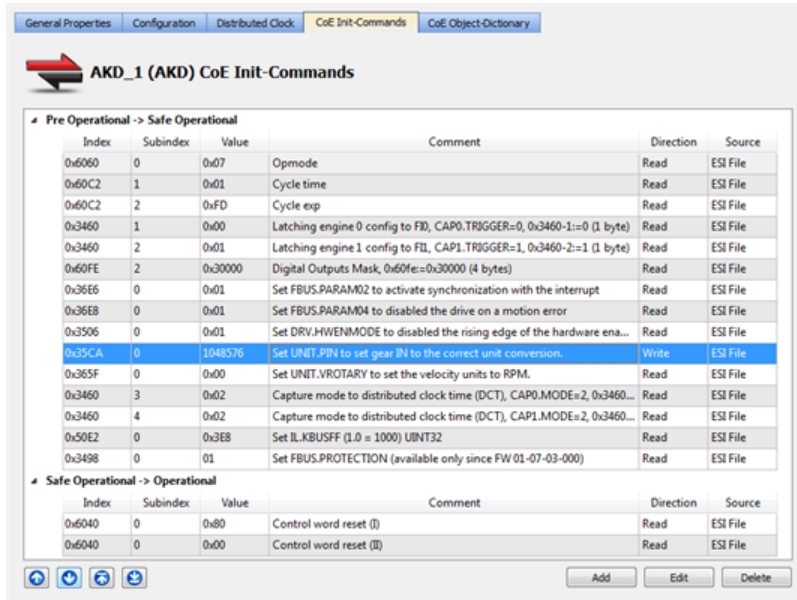 General Properties Configuration Distributed Clock CoE Init-Commands CoE Object-Dictionary
AKD_1 (AKD) CoE Init-Commands
Pre Operational -> Safe Operational
Index Subindex Value Comment Direction Source
0x6060 0 0x07 Opmode Read ESI File
0x60C2 1 0x01 Cycle time Read ESI File
0x60C2 2 0xFD Cycle exp Read ESI File
0x3460 1 0x00 Latching engine 0 config to FI0, CAP0.TRIGGER=0, 0x3460-1:=0 (1 byte) Read ESI File
0x3460 2 0x01 Latching engine 1 config to FI1, CAP1.TRIGGER=1, 0x3460-2:=1 (1 byte) Read ESI File
0x60FE 2 0x30000 Digital Outputs Mask, 0x60fe:=0x30000 (4 bytes) Read ESI File
0x36E6 0 0x01 Set FBUS.PARAM02 to activate synchronization with the interrupt Read ESI File
0x36E8 0 0x01 Set FBUS.PARAM04 to disabled the drive on a motion error Read ESI File
0x3506 0 0x01 Set DRV.HWENMODE to disabled the rising edge of the hardware ena... Read ESI File
0x35CA 0 1048576 Set UNIT.PIN to set gear IN to the correct unit conversion. Write ESI File
0x365F 0 0x00 Set UNIT.VROTARY to set the velocity units to RPM. Read ESI File
0x3460 3 0x02 Capture mode to distributed clock time (DCT), CAP0.MODE=2, 0x3460... Read ESI File
0x3460 4 0x02 Capture mode to distributed clock time (DCT), CAP1.MODE=2, 0x3460... Read ESI File
0x50E2 0 0x3E8 Set IL.KBUSFF (1.0 = 1000) UINT32 Read ESI File
0x3498 0 01 Set FBUS.PROTECTION (available only since FW 01-07-03-000) Read ESI File
Safe Operational -> Operational
Index Subindex Value Comment Direction Source
0x6040 0 0x80 Control word reset (I) Read ESI File
0x6040 0 0x00 Control word reset (II) Read ESI File
Add Edit Delete